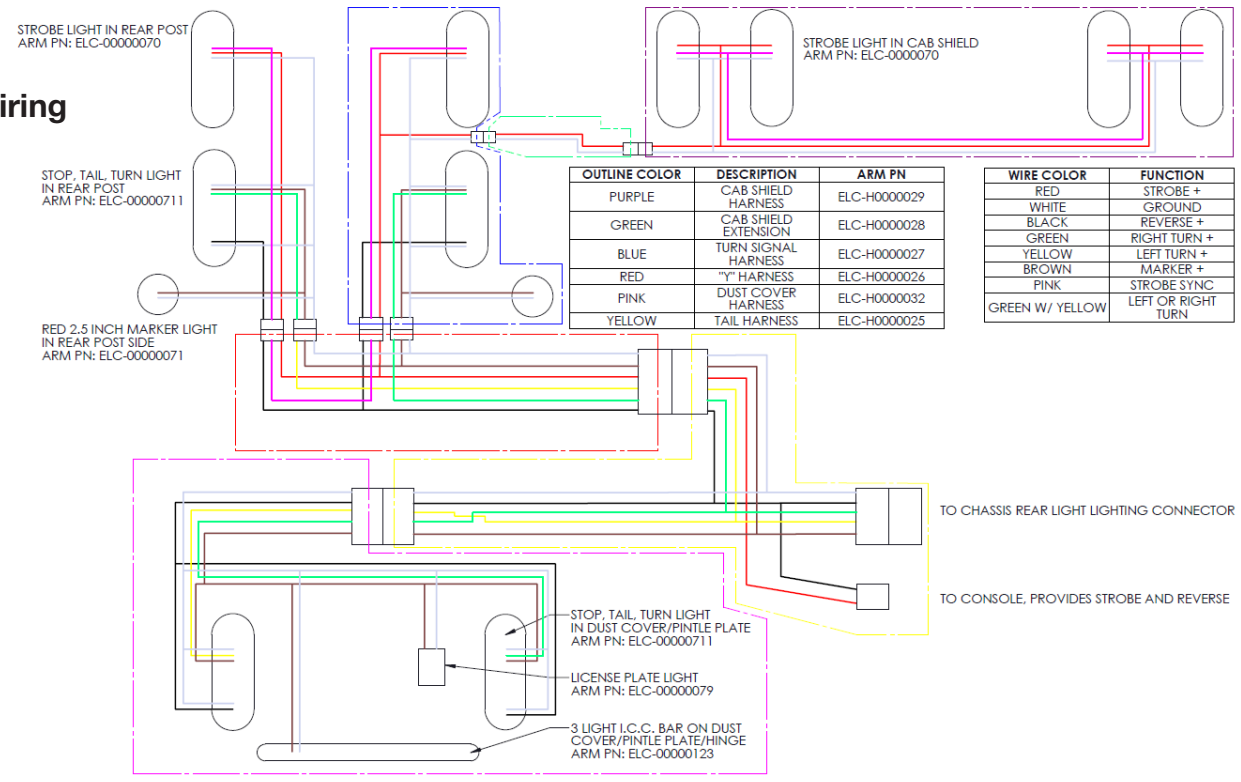 STROBE LIGHT IN REAR POST
ARM PN: ELC-00000070
iring
STROBE LIGHT IN CAB SHIELD
ARM PN: ELC-0000070
STOP, TAIL, TURN LIGHT
IN REAR POST
ARM PN: ELC-00000711
RED 2.5 INCH MARKER LIGHT
IN REAR POST SIDE
ARM PN: ELC-00000071
OUTLINE COLOR DESCRIPTION ARM PN
PURPLE CAB SHIELD HARNESS ELC-H0000029
GREEN CAB SHIELD EXTENSION ELC-H0000028
BLUE TURN SIGNAL HARNESS ELC-H0000027
RED "Y" HARNESS ELC-H0000026
PINK DUST COVER HARNESS ELC-H0000032
YELLOW TAIL HARNESS ELC-H0000025
WIRE COLOR FUNCTION
RED STROBE +
WHITE GROUND
BLACK REVERSE +
GREEN RIGHT TURN +
YELLOW LEFT TURN +
BROWN MARKER +
PINK STROBE SYNC
GREEN W/ YELLOW LEFT OR RIGHT TURN
TO CHASSIS REAR LIGHT LIGHTING CONNECTOR
TO CONSOLE, PROVIDES STROBE AND REVERSE
STOP, TAIL, TURN LIGHT
IN DUST COVER/PINTLE PLATE
ARM PN: ELC-00000711
LICENSE PLATE LIGHT
ARM PN: ELC-00000079
3 LIGHT I.C.C. BAR ON DUST
COVER/PINTLE PLATE/HINGE
ARM PN: ELC-00000123